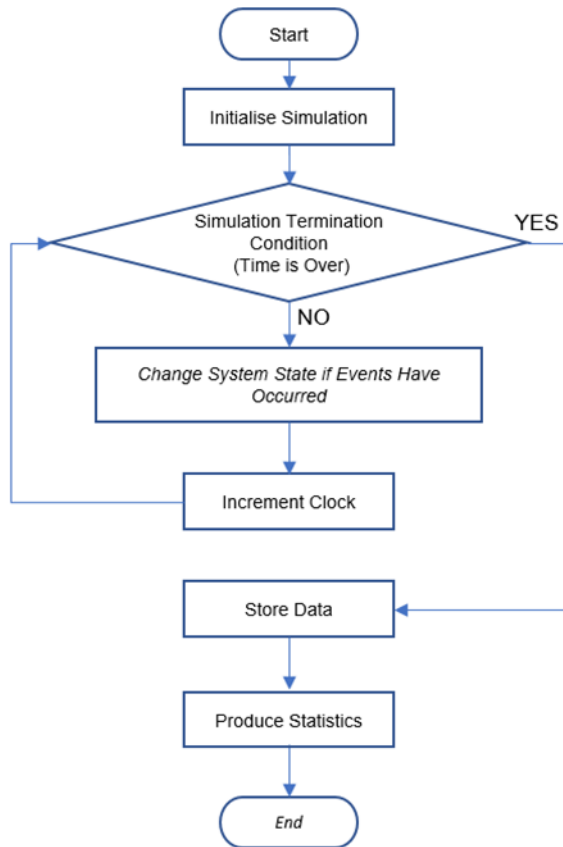 Start
Initialise Simulation
Simulation Termination
Condition
(Time is Over)
YES
NO
Change System State if Events Have
Occurred
Increment Clock
Store Data
Produce Statistics
End